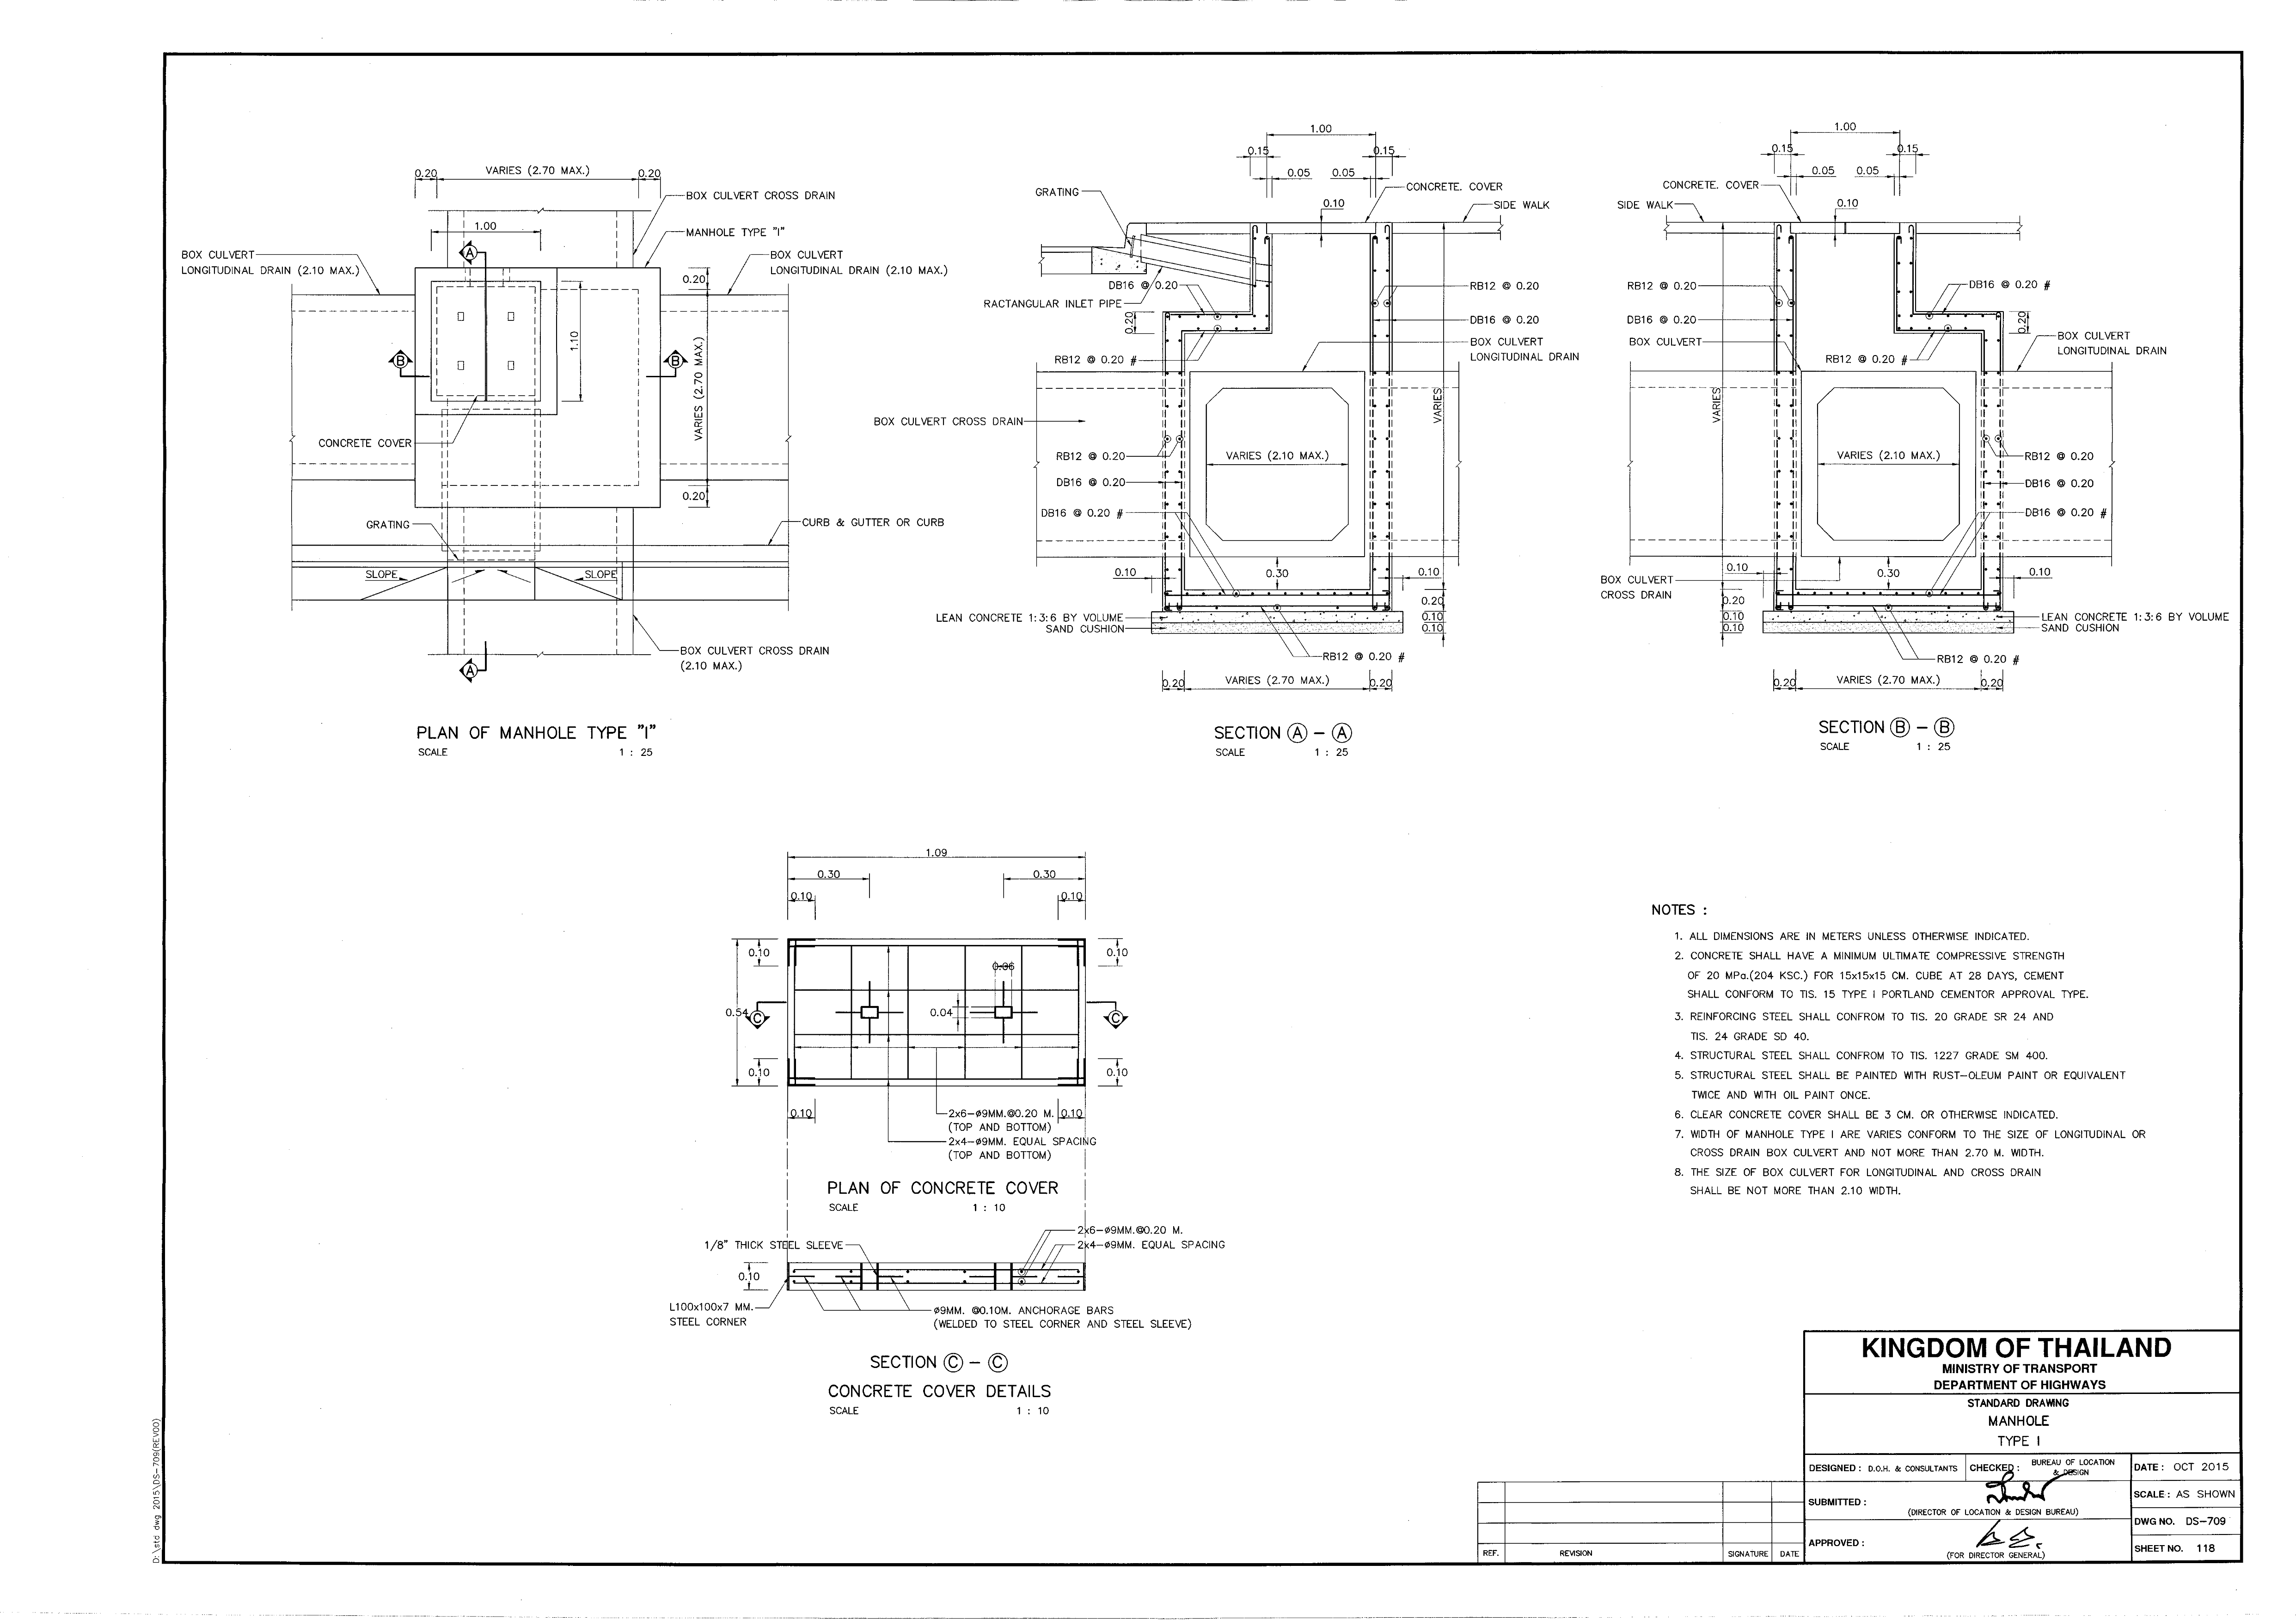 0.20
VARIES (2.70 MAX.)
0.20
BOX CULVERT CROSS DRAIN
1.00
MANHOLE TYPE "I"
A
BOX CULVERT
LONGITUDINAL DRAIN (2.10 MAX.)
BOX CULVERT
LONGITUDINAL DRAIN (2.10 MAX.)
0.20
1.10
B
B
VARIES (2.70 MAX.)
CONCRETE COVER
0.20
GRATING
CURB & GUTTER OR CURB
SLOPE
SLOPE
BOX CULVERT CROSS DRAIN
(2.10 MAX.)
A
PLAN OF MANHOLE TYPE "I"
SCALE 1 : 25
1.00
0.15
0.15
0.05
0.05
GRATING
CONCRETE. COVER
0.10
SIDE WALK
DB16 @ 0.20
RB12 @ 0.20
RACTANGULAR INLET PIPE
0.20
DB16 @ 0.20
BOX CULVERT
LONGITUDINAL DRAIN
RB12 @ 0.20 #
VARIES
BOX CULVERT CROSS DRAIN
RB12 @ 0.20
VARIES (2.10 MAX.)
DB16 @ 0.20
DB16 @ 0.20 #
0.10
0.30
0.10
0.20
LEAN CONCRETE 1:3:6 BY VOLUME
0.10
SAND CUSHION
0.10
RB12 @ 0.20 #
0.20
VARIES (2.70 MAX.)
0.20
SECTION A – A
SCALE 1 : 25
1.00
0.15
0.15
0.05
0.05
CONCRETE. COVER
SIDE WALK
0.10
RB12 @ 0.20
DB16 @ 0.20 #
DB16 @ 0.20
0.20
BOX CULVERT
BOX CULVERT
LONGITUDINAL DRAIN
RB12 @ 0.20 #
VARIES
VARIES (2.10 MAX.)
RB12 @ 0.20
DB16 @ 0.20
DB16 @ 0.20 #
0.10
0.30
0.10
BOX CULVERT
CROSS DRAIN
0.20
0.10
LEAN CONCRETE 1:3:6 BY VOLUME
0.10
SAND CUSHION
RB12 @ 0.20 #
0.20
VARIES (2.70 MAX.)
0.20
SECTION B – B
SCALE 1 : 25
1.09
0.30
0.30
0.10
0.10
0.10
0.10
0.06
0.54
C
0.04
C
0.10
0.10
0.10
2x6–ø9MM.@0.20 M.
0.10
(TOP AND BOTTOM)
2x4–ø9MM. EQUAL SPACING
(TOP AND BOTTOM)
PLAN OF CONCRETE COVER
SCALE 1 : 10
2x6–ø9MM.@0.20 M.
1/8" THICK STEEL SLEEVE
2x4–ø9MM. EQUAL SPACING
0.10
L100x100x7 MM.
STEEL CORNER
ø9MM. @0.10M. ANCHORAGE BARS
(WELDED TO STEEL CORNER AND STEEL SLEEVE)
SECTION C – C
CONCRETE COVER DETAILS
SCALE 1 : 10
NOTES :
1. ALL DIMENSIONS ARE IN METERS UNLESS OTHERWISE INDICATED.
2. CONCRETE SHALL HAVE A MINIMUM ULTIMATE COMPRESSIVE STRENGTH
OF 20 MPa.(204 KSC.) FOR 15x15x15 CM. CUBE AT 28 DAYS, CEMENT
SHALL CONFORM TO TIS. 15 TYPE I PORTLAND CEMENTOR APPROVAL TYPE.
3. REINFORCING STEEL SHALL CONFROM TO TIS. 20 GRADE SR 24 AND
TIS. 24 GRADE SD 40.
4. STRUCTURAL STEEL SHALL CONFROM TO TIS. 1227 GRADE SM 400.
5. STRUCTURAL STEEL SHALL BE PAINTED WITH RUST–OLEUM PAINT OR EQUIVALENT
TWICE AND WITH OIL PAINT ONCE.
6. CLEAR CONCRETE COVER SHALL BE 3 CM. OR OTHERWISE INDICATED.
7. WIDTH OF MANHOLE TYPE I ARE VARIES CONFORM TO THE SIZE OF LONGITUDINAL OR
CROSS DRAIN BOX CULVERT AND NOT MORE THAN 2.70 M. WIDTH.
8. THE SIZE OF BOX CULVERT FOR LONGITUDINAL AND CROSS DRAIN
SHALL BE NOT MORE THAN 2.10 WIDTH.
KINGDOM OF THAILAND
MINISTRY OF TRANSPORT
DEPARTMENT OF HIGHWAYS
STANDARD DRAWING
MANHOLE
TYPE I
DESIGNED : D.O.H. & CONSULTANTS
CHECKED : BUREAU OF LOCATION
& DESIGN
DATE : OCT 2015
SUBMITTED :
(DIRECTOR OF LOCATION & DESIGN BUREAU)
SCALE : AS SHOWN
DWG NO. DS–709
APPROVED :
(FOR DIRECTOR GENERAL)
SHEET NO. 118
REF. REVISION SIGNATURE DATE
D:\std dwg 2015\DS-709(REV00)